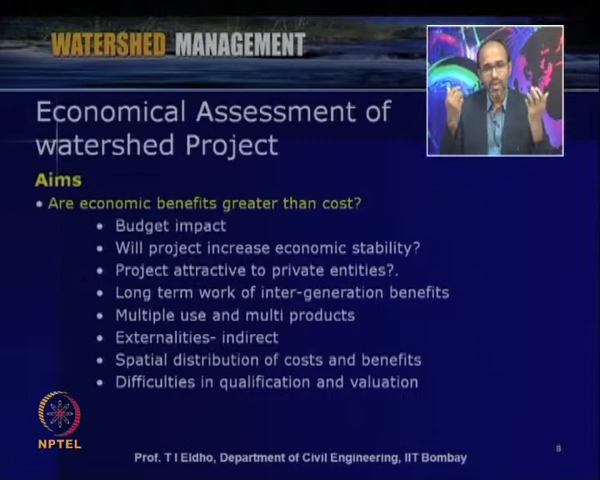 WATERSHED MANAGEMENT
Economical Assessment of
watershed Project
Aims
• Are economic benefits greater than cost?
• Budget impact
• Will project increase economic stability?
• Project attractive to private entities?.
• Long term work of inter-generation benefits
• Multiple use and multi products
• Externalities- indirect
• Spatial distribution of costs and benefits
• Difficulties in qualification and valuation
NPTEL
8
Prof. T I Eldho, Department of Civil Engineering, IIT Bombay